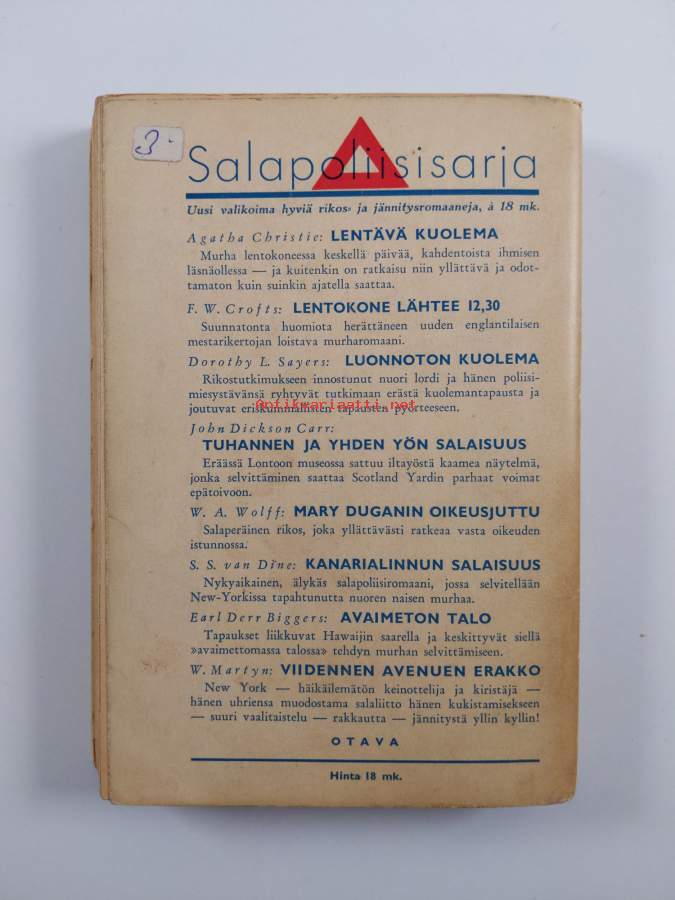 3-
Salapoliisisarja
Uusi valikoima hyviä rikos- ja jännitysromaaneja, à 18 mk.
Agatha Christie: LENTÄVÄ KUOLEMA
Murha lentokoneessa keskellä päivää, kahdentoista ihmisen
läsnäollessa — ja kuitenkin on ratkaisu niin yllättävä ja odot-
tamaton kuin suinkin ajatella saattaa.
F. W. Crofts: LENTOKONE LÄHTEE 12,30
Suunnatonta huomiota herättäneen uuden englantilaisen
mestarikertojan loistava murharomaani.
Dorothy L. Sayers: LUONNOTON KUOLEMA
Rikostutkimukseen innostunut nuori lordi ja hänen poliisi-
miesystävänsä ryhtyvät tutkimaan erästä kuolemantapausta ja
joutuvat eriskummallisten tapausten pyörteeseen.
@ntikvariaatti.net
John Dickson Carr:
TUHANNEN JA YHDEN YÖN SALAISUUS
Eräässä Lontoon museossa sattuu iltayöstä kaamea näytelmä,
jonka selvittäminen saattaa Scotland Yardin parhaat voimat
epätoivoon.
W. A. Wolff: MARY DUGANIN OIKEUSJUTTU
Salaperäinen rikos, joka yllättävästi ratkeaa vasta oikeuden
istunnossa.
S. S. van Dine: KANARIALINNUN SALAISUUS
Nykyaikainen, älykäs salapoliisiromaani, jossa selvitellään
New-Yorkissa tapahtunutta nuoren naisen murhaa.
Earl Derr Biggers: AVAIMETON TALO
Tapaukset liikkuvat Hawaijin saarella ja keskittyvät siellä
»avaimettomassa talossa» tehdyn murhan selvittämiseen.
W. Martyn: VIIDENNEN AVENUEN ERAKKO
New York — häikäilemätön keinottelija ja kiristäjä —
hänen uhriensa muodostama salaliitto hänen kukistamisekseen
— suuri vaalitaistelu — rakkautta — jännitystä yllin kyllin!
OTAVA
Hinta 18 mk.